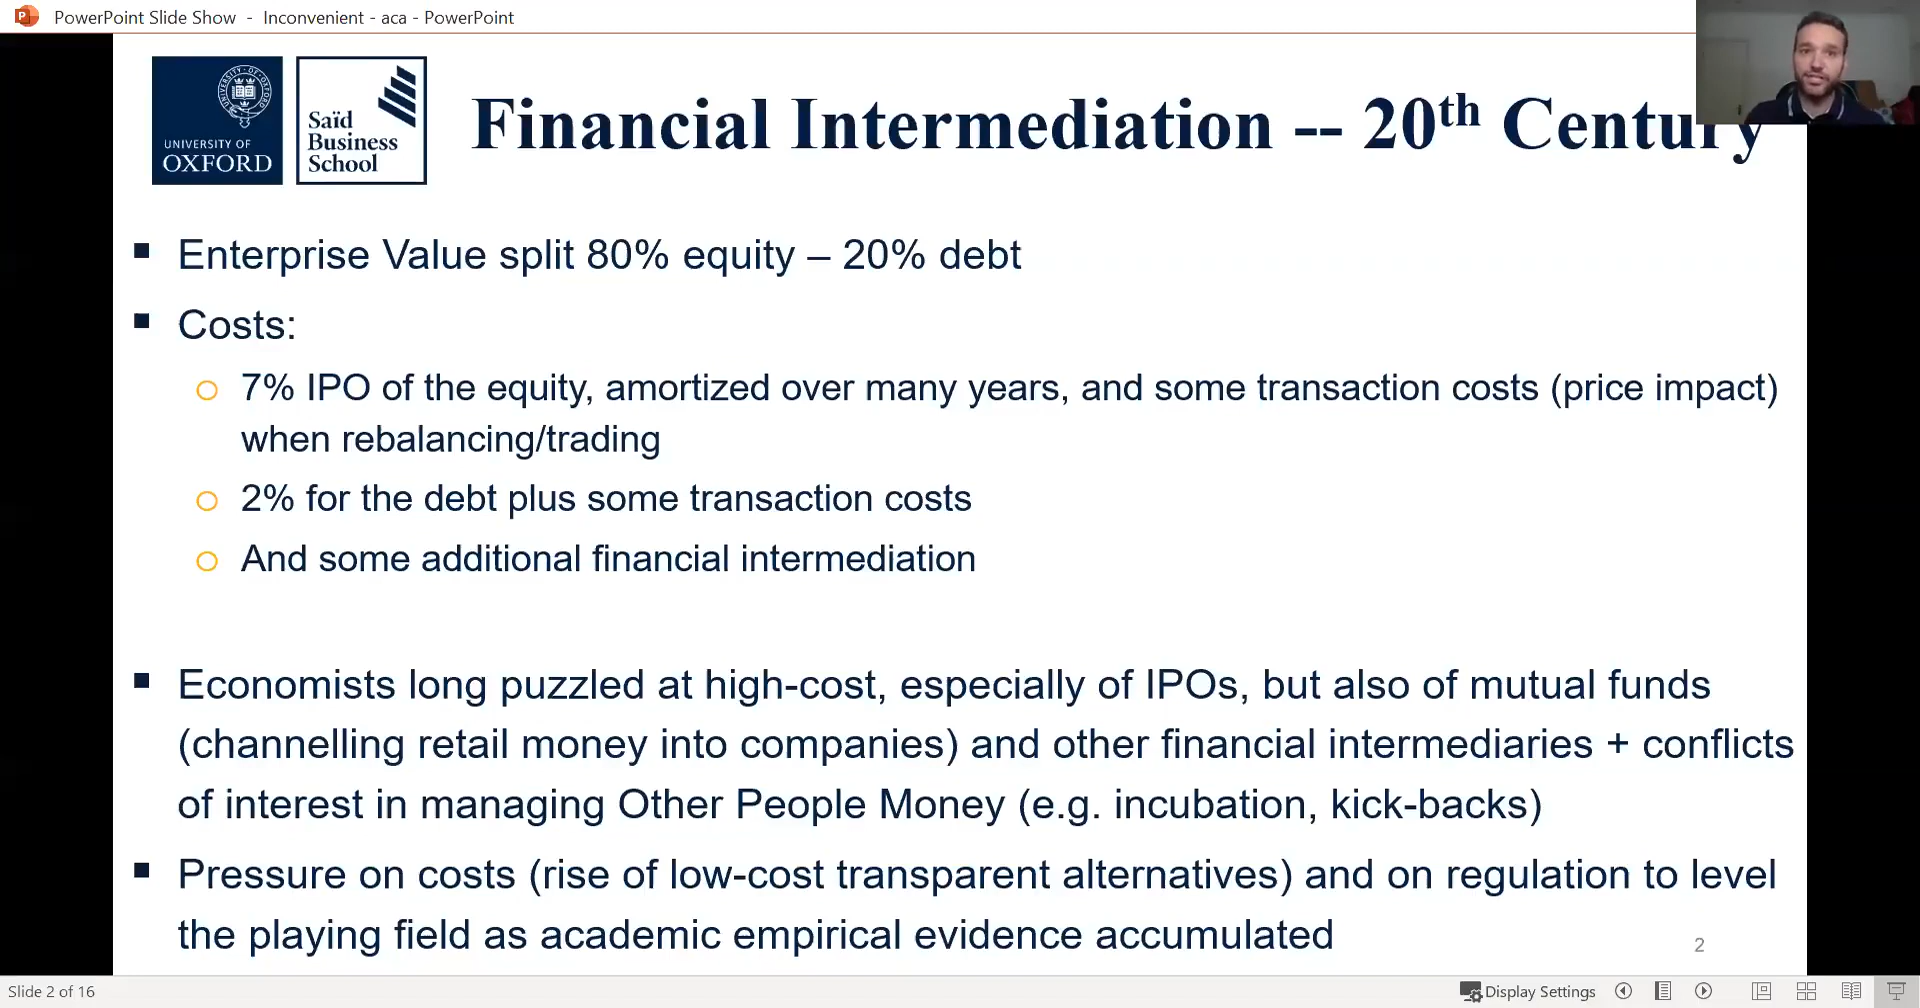 PowerPoint Slide Show - Inconvenient - aca - PowerPoint
UNIVERSITY OF
OXFORD
Saïd
Business
School
Financial Intermediation -- 20th Century
Enterprise Value split 80% equity – 20% debt
Costs:
7% IPO of the equity, amortized over many years, and some transaction costs (price impact)
when rebalancing/trading
2% for the debt plus some transaction costs
And some additional financial intermediation
Economists long puzzled at high-cost, especially of IPOs, but also of mutual funds
(channelling retail money into companies) and other financial intermediaries + conflicts
of interest in managing Other People Money (e.g. incubation, kick-backs)
Pressure on costs (rise of low-cost transparent alternatives) and on regulation to level
the playing field as academic empirical evidence accumulated
2
Slide 2 of 16
Display Settings